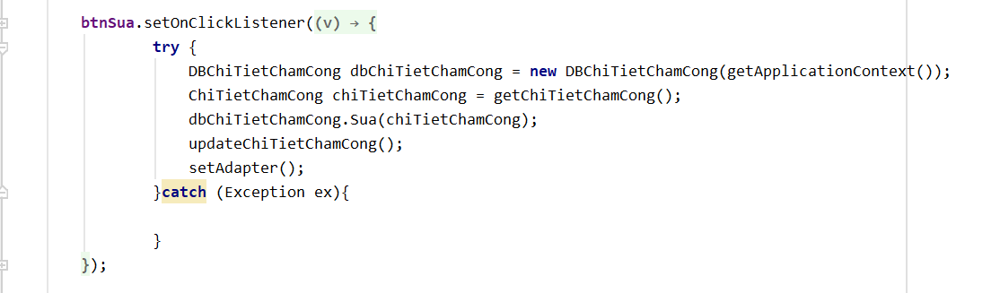 btnSua.setOnClickListener((v) → {
try {
DBChiTietChamCong dbChiTietChamCong = new DBChiTietChamCong(getApplicationContext());
ChiTietChamCong chiTietChamCong = getChiTietChamCong();
dbChiTietChamCong.Sua(chiTietChamCong);
updateChiTietChamCong();
setAdapter();
}catch (Exception ex){
}
});